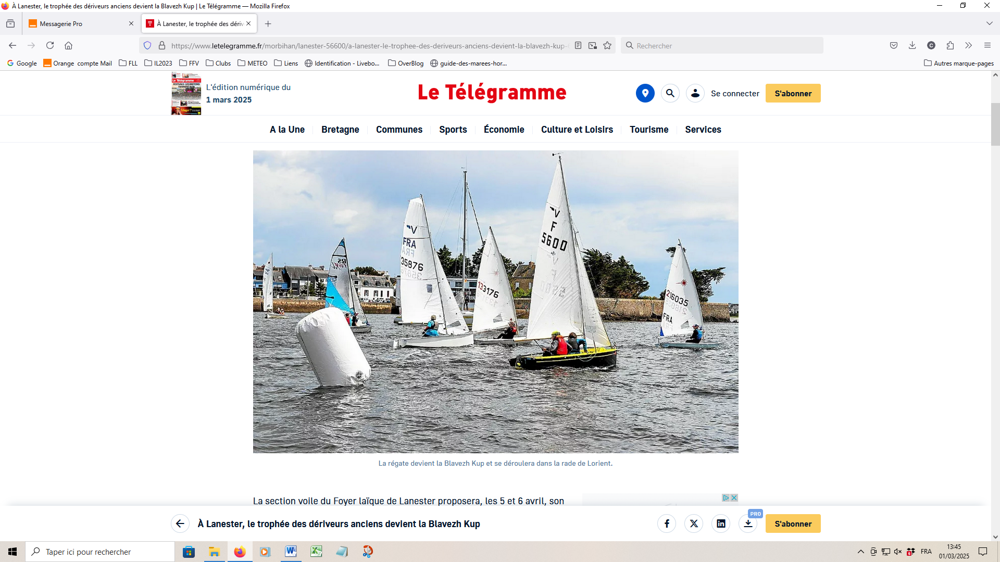 À Lanester, le trophée des dériveurs anciens devient la Blavezh Kup | Le Télégramme — Mozilla Firefox
Messagerie Pro
À Lanester, le trophée des dériv
https://www.letelegramme.fr/morbihan/lanester-56600/a-lanester-le-trophee-des-deriveurs-anciens-devient-la-blavezh-kup-
Rechercher
Google
Orange compte Mail
FLL
IL2023
FFV
Clubs
METEO
Liens
Identification - Livebo...
OverBlog
guide-des-marees-hor...
Autres marque-pages
L'édition numérique du
1 mars 2025
Le Télégramme
Se connecter
S'abonner
A la Une
Bretagne
Communes
Sports
Économie
Culture et Loisirs
Tourisme
Services
V
FRA
35876
133176
V
F
5600
216035
FRA
RS
La régate devient la Blavezh Kup et se déroulera dans la rade de Lorient.
La section voile du Foyer laïque de Lanester proposera, les 5 et 6 avril, son
À Lanester, le trophée des dériveurs anciens devient la Blavezh Kup
PRO
S'abonner
Taper ici pour rechercher
FRA
13:45
01/03/2025